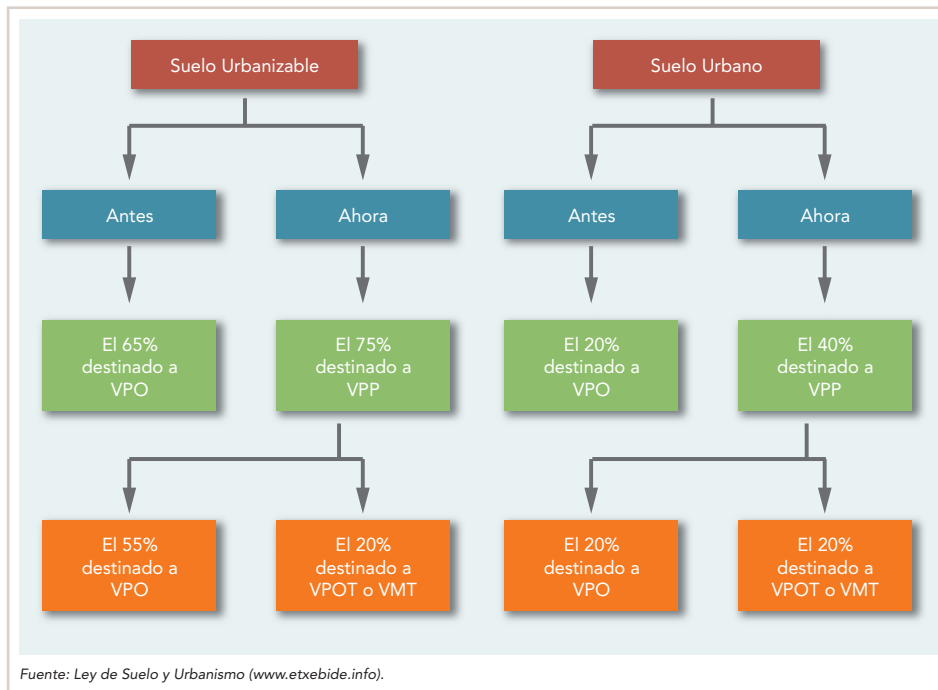 Suelo Urbanizable
Suelo Urbano
Antes
Ahora
Antes
Ahora
El 65%
destinado a
VPO
El 75%
destinado a
VPP
El 20%
destinado a
VPO
El 40%
destinado a
VPP
El 55%
destinado a
VPO
El 20%
destinado a
VPOT o VMT
El 20%
destinado a
VPO
El 20%
destinado a
VPOT o VMT
Fuente: Ley de Suelo y Urbanismo (www.etxebide.info).